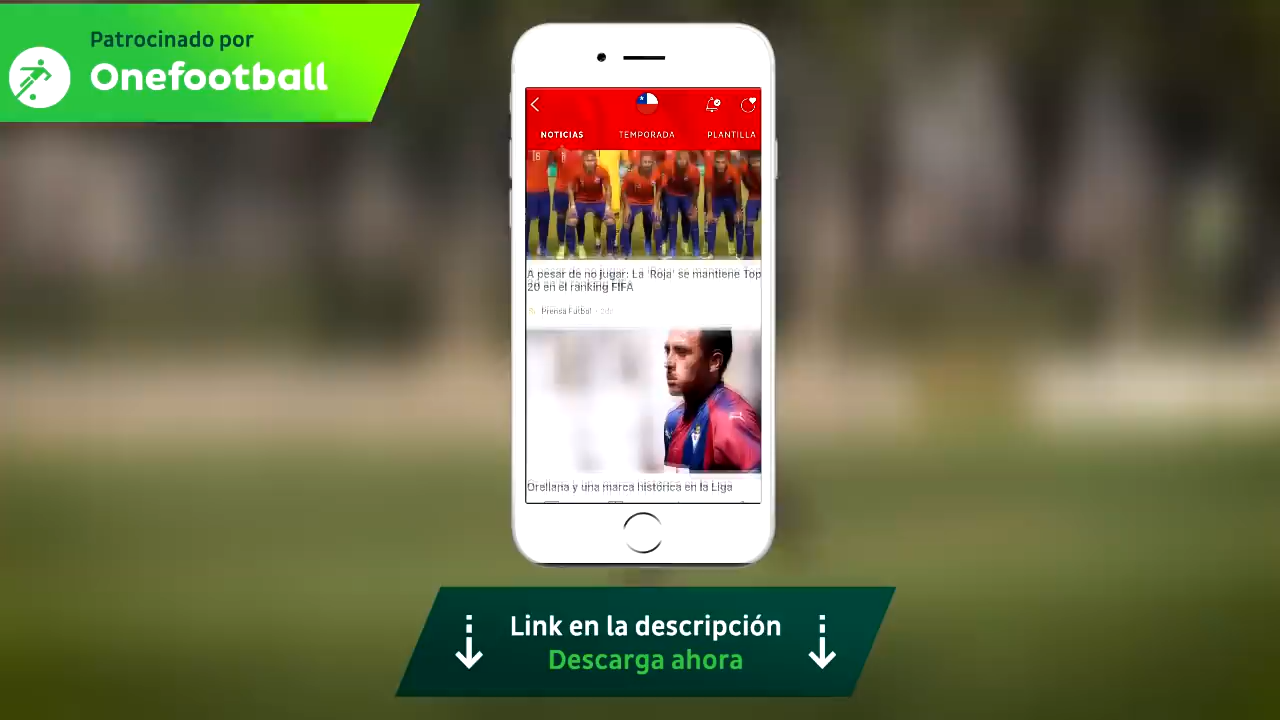 Patrocinado por
Onefootball
NOTICIAS TEMPORADA PLANTILLA
A pesar de no jugar: La 'Roja' se mantiene Top
20 en el ranking FIFA
Prensa Fútbol
Orellana y una marca histórica en la Liga
Link en la descripción
Descarga ahora